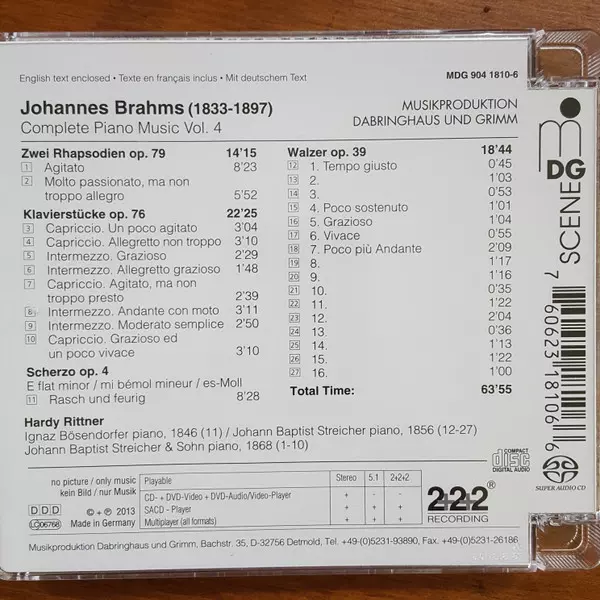 English text enclosed • Texte en français inclus • Mit deutschem Text
MDG 904 1810-6
Johannes Brahms (1833-1897)
Complete Piano Music Vol. 4
MUSIKPRODUKTION
DABRINGHAUS UND GRIMM
Zwei Rhapsodien op. 79 14'15
1 Agitato 8'23
2 Molto passionato, ma non
troppo allegro 5'52
Klavierstücke op. 76 22'25
3 Capriccio. Un poco agitato 3'04
4 Capriccio. Allegretto non troppo 3'10
5 Intermezzo. Grazioso 2'29
6 Intermezzo. Allegretto grazioso 1'48
7 Capriccio. Agitato, ma non
troppo presto 2'39
8 Intermezzo. Andante con moto 3'11
9 Intermezzo. Moderato semplice 2'50
10 Capriccio. Grazioso ed
un poco vivace 3'10
Scherzo op. 4
E flat minor / mi bémol mineur / es-Moll
11 Rasch und feurig 8'28
Walzer op. 39 18'44
12 1. Tempo giusto 0'45
13 2. 1'03
14 3. 0'53
15 4. Poco sostenuto 1'01
16 5. Grazioso 1'04
17 6. Vivace 0'55
18 7. Poco più Andante 2'09
19 8. 1'17
20 9. 1'16
21 10. 0'35
22 11. 1'22
23 12. 2'04
24 13. 0'36
25 14. 1'13
26 15. 1'22
27 16. 1'00
Total Time: 63'55
Hardy Rittner
Ignaz Bösendorfer piano, 1846 (11) / Johann Baptist Streicher piano, 1856 (12-27)
Johann Baptist Streicher & Sohn piano, 1868 (1-10)
MDG
SCENE
7 60623 18106 6
COMPACT
disc
DIGITAL AUDIO
SUPER AUDIO CD
no picture / only music
kein Bild / nur Musik
DDD
LC06768
© + ℗ 2013
Made in Germany
Playable Stereo 5.1 2+2+2
CD- + DVD-Video + DVD-Audio/Video-Player + - -
SACD - Player + + +
Multiplayer (all formats) + + +
2+2+2®
RECORDING
Musikproduktion Dabringhaus und Grimm, Bachstr. 35, D-32756 Detmold, Tel.: +49-(0)5231-93890, Fax: +49-(0)5231-26186